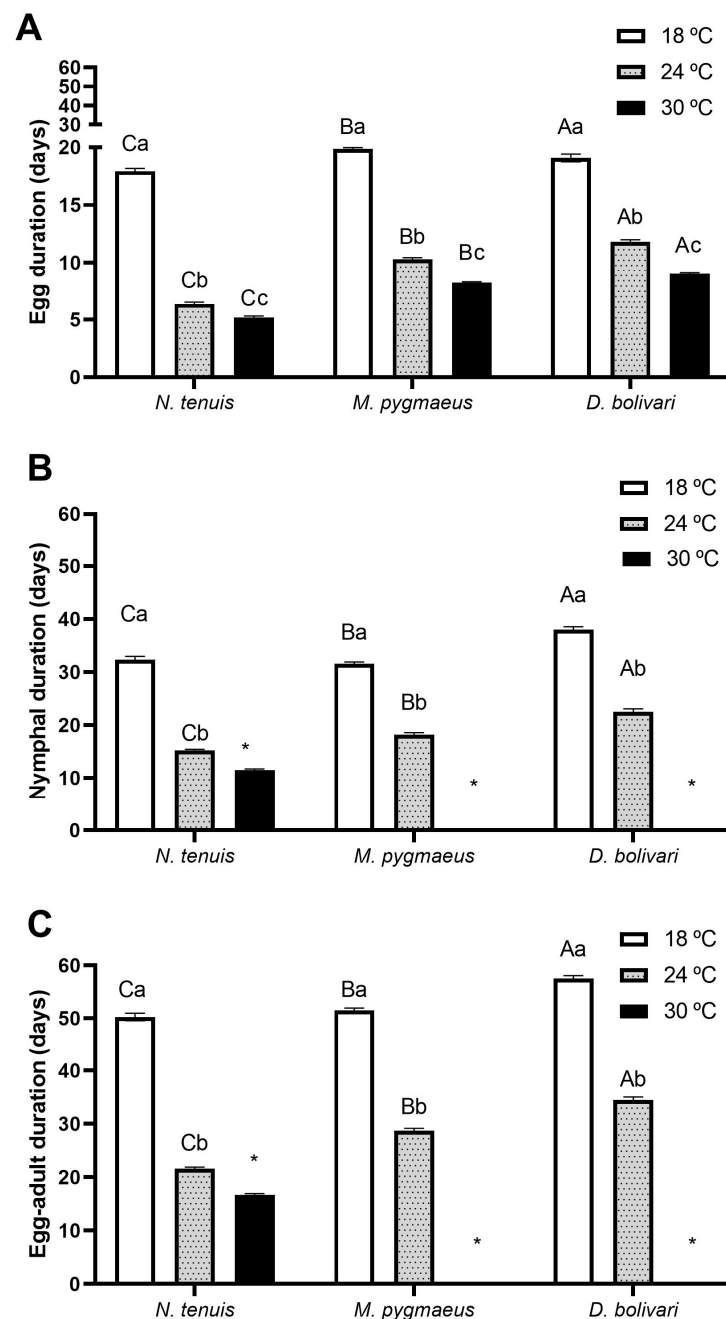 A
18 ºC
24 ºC
30 ºC
Egg duration (days)
60
50
40
30
20
15
10
5
0
Ca
Cb
Cc
Ba
Bb
Bc
Aa
Ab
Ac
N. tenuis
M. pygmaeus
D. bolivari
B
18 ºC
24 ºC
30 ºC
Nymphal duration (days)
60
50
40
30
20
10
0
Ca
Cb
*
Ba
Bb
*
Aa
Ab
*
N. tenuis
M. pygmaeus
D. bolivari
C
18 ºC
24 ºC
30 ºC
Egg-adult duration (days)
60
50
40
30
20
10
0
Ca
Cb
*
Ba
Bb
*
Aa
Ab
*
N. tenuis
M. pygmaeus
D. bolivari